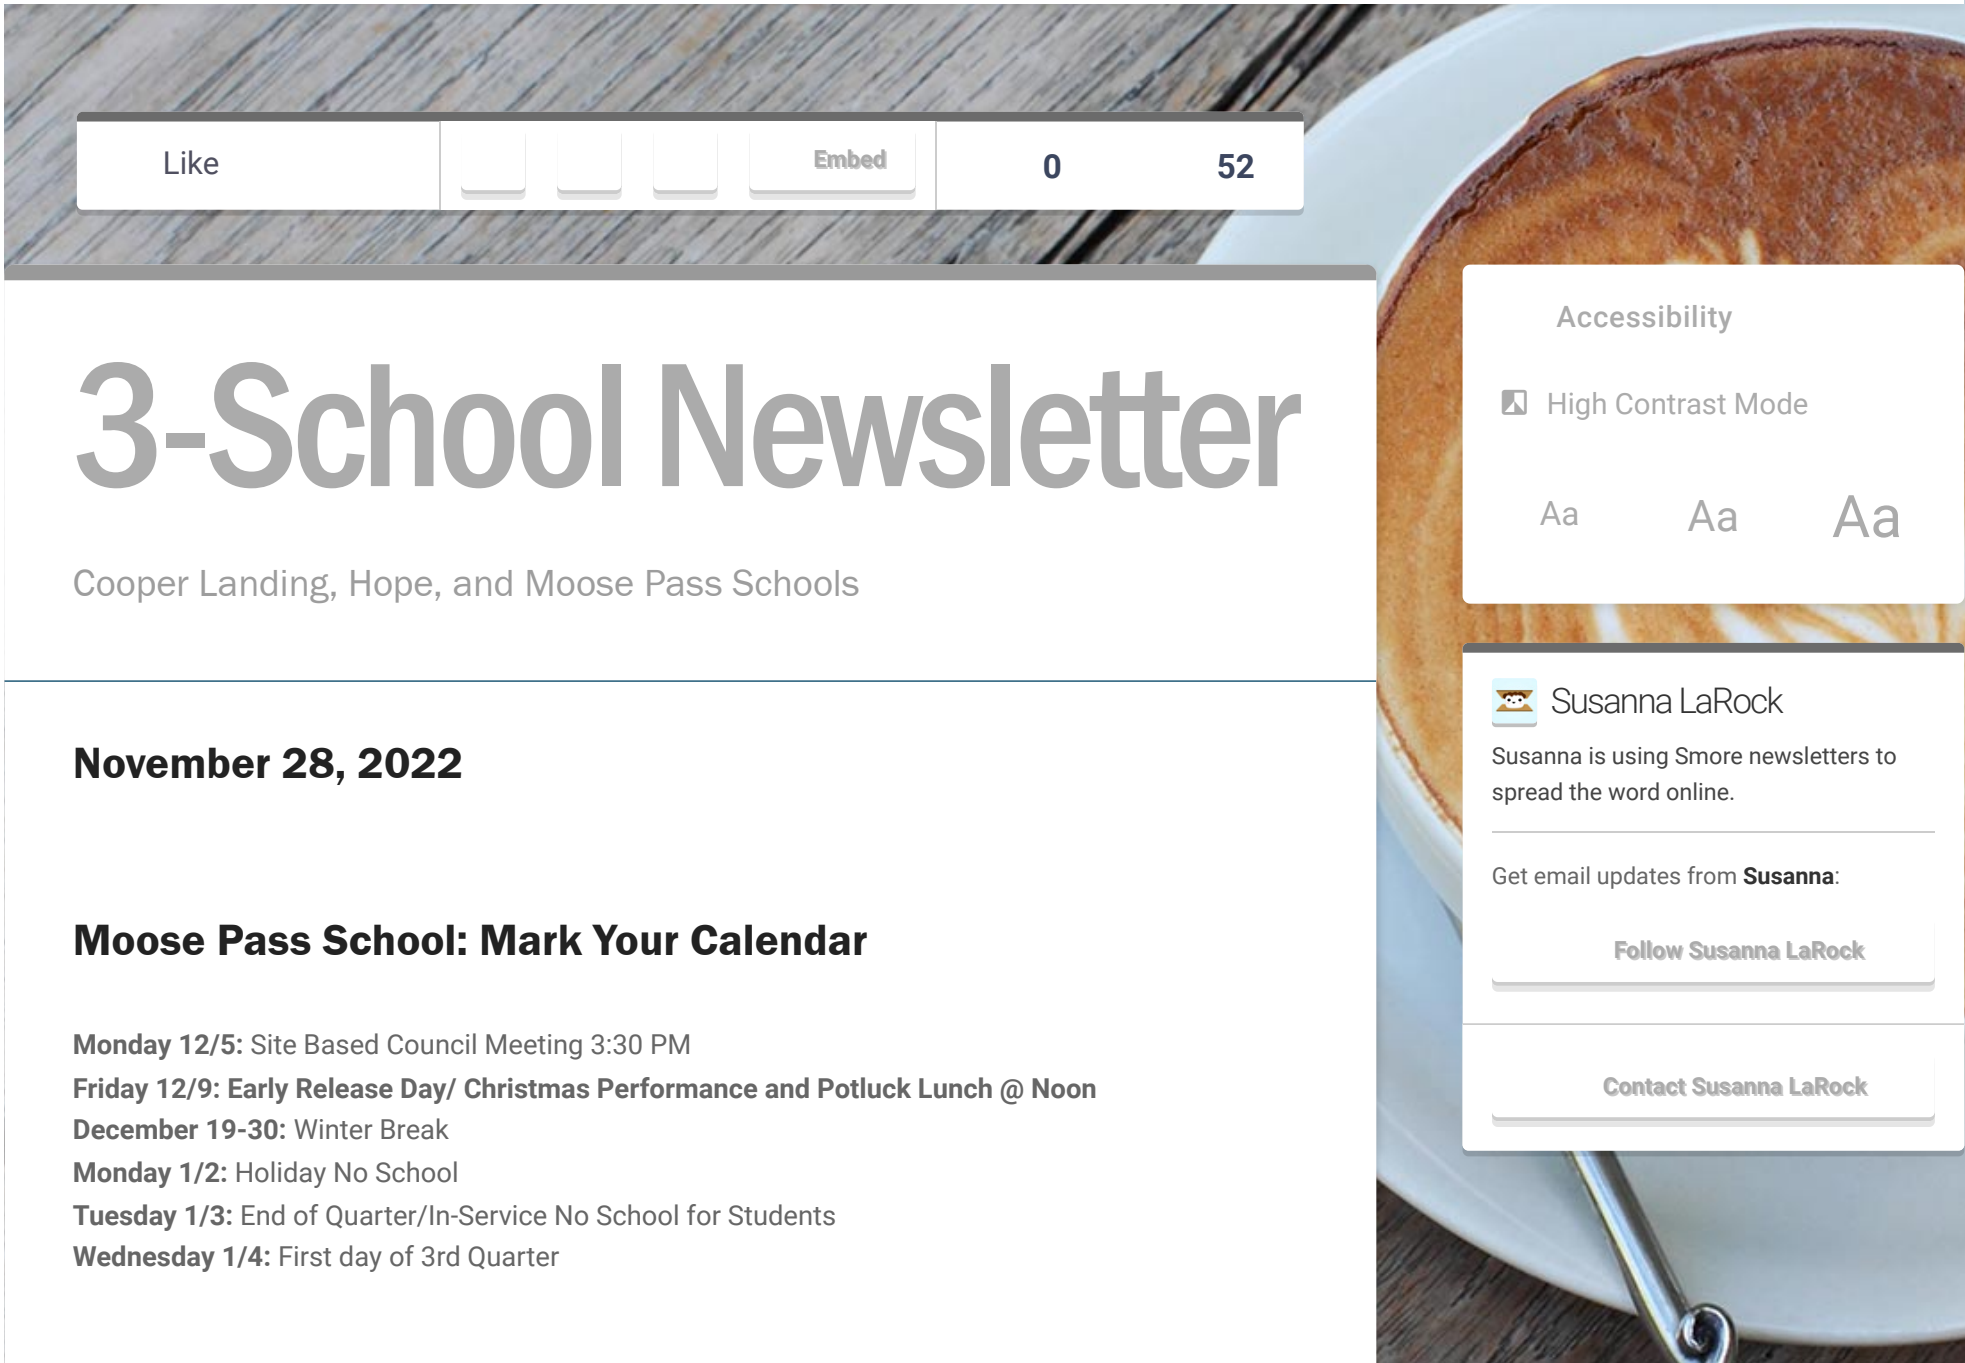 Like
Embed
0
52
3-School Newsletter
Cooper Landing, Hope, and Moose Pass Schools
November 28, 2022
Moose Pass School: Mark Your Calendar
Monday 12/5: Site Based Council Meeting 3:30 PM
Friday 12/9: Early Release Day/ Christmas Performance and Potluck Lunch @ Noon
December 19-30: Winter Break
Monday 1/2: Holiday No School
Tuesday 1/3: End of Quarter/In-Service No School for Students
Wednesday 1/4: First day of 3rd Quarter
Accessibility
High Contrast Mode
Aa Aa Aa
Susanna LaRock
Susanna is using Smore newsletters to
spread the word online.
Get email updates from Susanna:
Follow Susanna LaRock
Contact Susanna LaRock